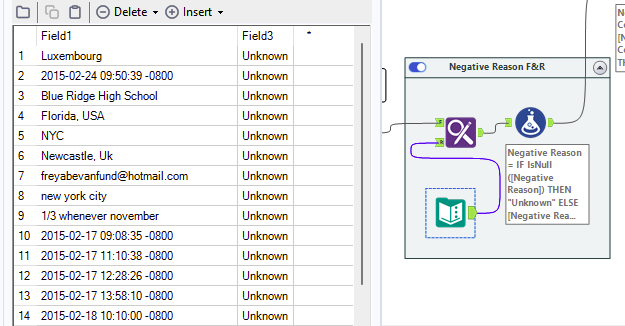 Delete
Insert
Field1 Field3 *
1 Luxembourg Unknown
2 2015-02-24 09:50:39 -0800 Unknown
3 Blue Ridge High School Unknown
4 Florida, USA Unknown
5 NYC Unknown
6 Newcastle, Uk Unknown
7 freyabevanfund@hotmail.com Unknown
8 new york city Unknown
9 1/3 whenever november Unknown
10 2015-02-17 09:08:35 -0800 Unknown
11 2015-02-17 11:10:38 -0800 Unknown
12 2015-02-17 12:28:26 -0800 Unknown
13 2015-02-17 13:58:10 -0800 Unknown
14 2015-02-18 10:10:00 -0800 Unknown
Negative Reason F&R
F
R
Negative Reason
= IF IsNull
([Negative
Reason]) THEN
"Unknown" ELSE
[Negative Rea...
Co
[N
Co
TH